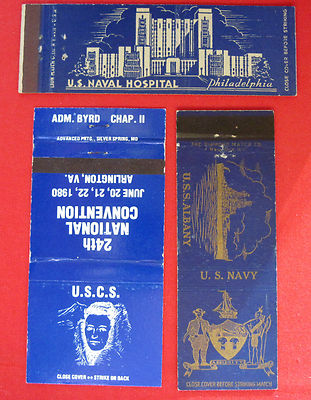 U.S. NAVAL HOSPITAL Philadelphia
CLOSE COVER BEFORE STRIKING
ADM. BYRD CHAP. II
ADVANCED PRTG., SILVER SPRING, MD
24th
NATIONAL
CONVENTION
JUNE 20, 21, 22, 1980
ARLINGTON, VA.
U.S.C.S.
CLOSE COVER STRIKE ON BACK
U.S.S. ALBANY
U. S. NAVY
CLOSE COVER BEFORE STRIKING MATCH